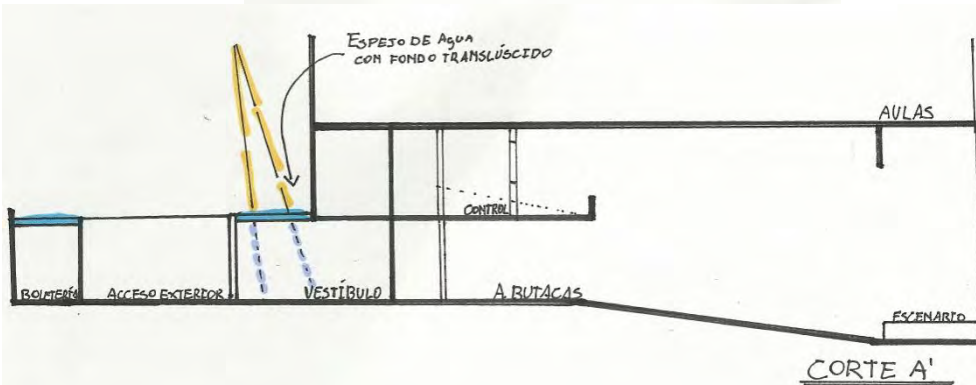 ESPEJO DE AGUA
CON FONDO TRANSLÚSCIDO
AULAS
CONTROL
BOLETERÍA
ACCESO EXTERIOR
VESTÍBULO
A BUTACAS
ESCENARIO
CORTE A'